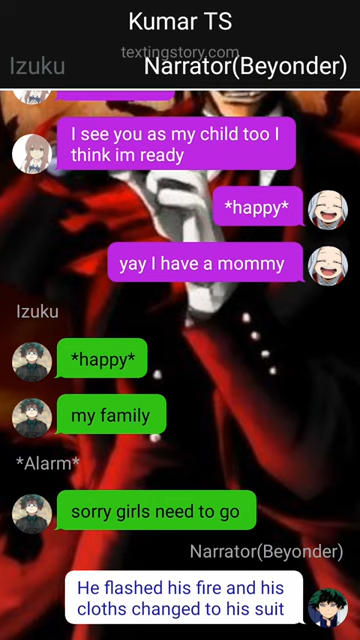 Kumar TS
textingstory.com
Izuku
Narrator(Beyonder)
I see you as my child too I
think im ready
*happy*
yay I have a mommy
Izuku
*happy*
my family
*Alarm*
sorry girls need to go
Narrator(Beyonder)
He flashed his fire and his
cloths changed to his suit